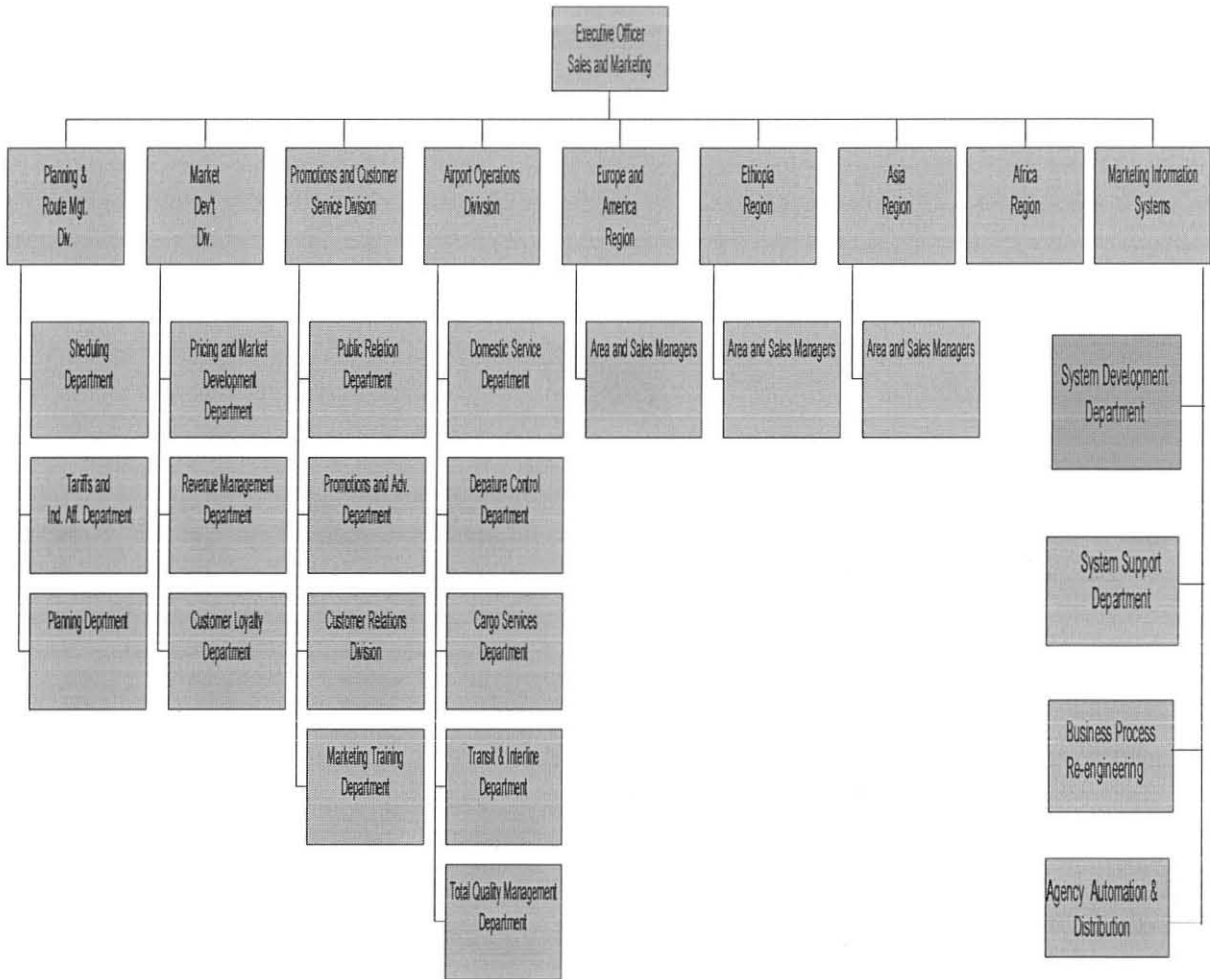 Executive Officer
Sales and Marketing
Planning &
Route Mgt.
Div.
Market
Dev't
Div.
Promotions and Customer
Service Division
Airport Operations
Divivsion
Europe and
America
Region
Ethiopia
Region
Asia
Region
Africa
Region
Marketing Information
Systems
Sheduling
Department
Tariffs and
Ind. Aff. Department
Planning Deprtment
Pricing and Market
Development
Department
Revenue Management
Department
Customer Loyalty
Department
Public Relation
Department
Promotions and Adv.
Department
Customer Relations
Division
Marketing Training
Department
Domestic Service
Department
Depature Control
Department
Cargo Services
Department
Transit & Interline
Department
Total Quality Management
Department
Area and Sales Managers
Area and Sales Managers
Area and Sales Managers
System Development
Department
System Support
Department
Business Process
Re-engineering
Agency Automation &
Distribution